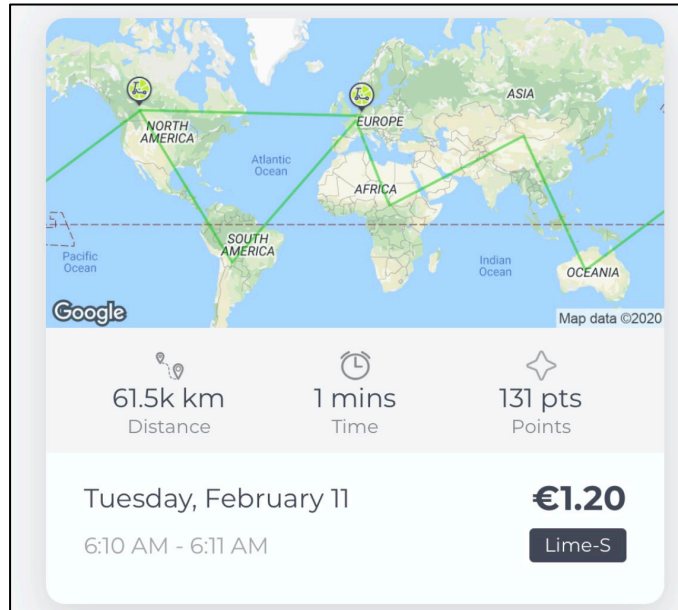 ASIA
NORTH
AMERICA
EUROPE
Atlantic
Ocean
AFRICA
SOUTH
AMERICA
Pacific
Ocean
Indian
Ocean
OCEANIA
Google
Map data ©2020
61.5k km
1 mins
131 pts
Distance
Time
Points
Tuesday, February 11
€1.20
6:10 AM - 6:11 AM
Lime-S